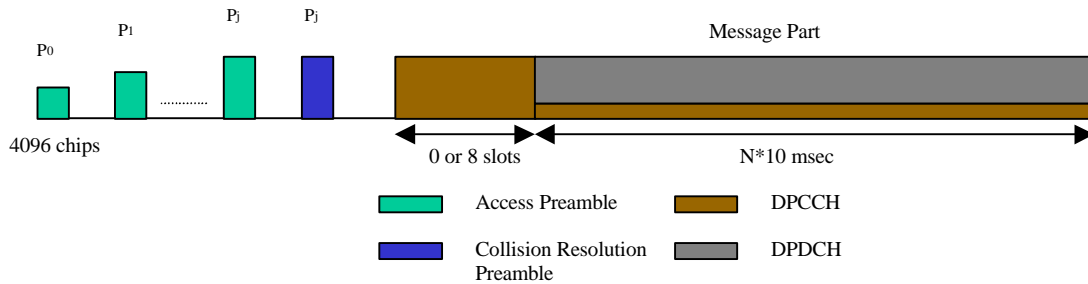 P0
P1
Pj
Pj
Message Part
4096 chips
0 or 8 slots
N*10 msec
Access Preamble
DPCCH
Collision Resolution
Preamble
DPDCH